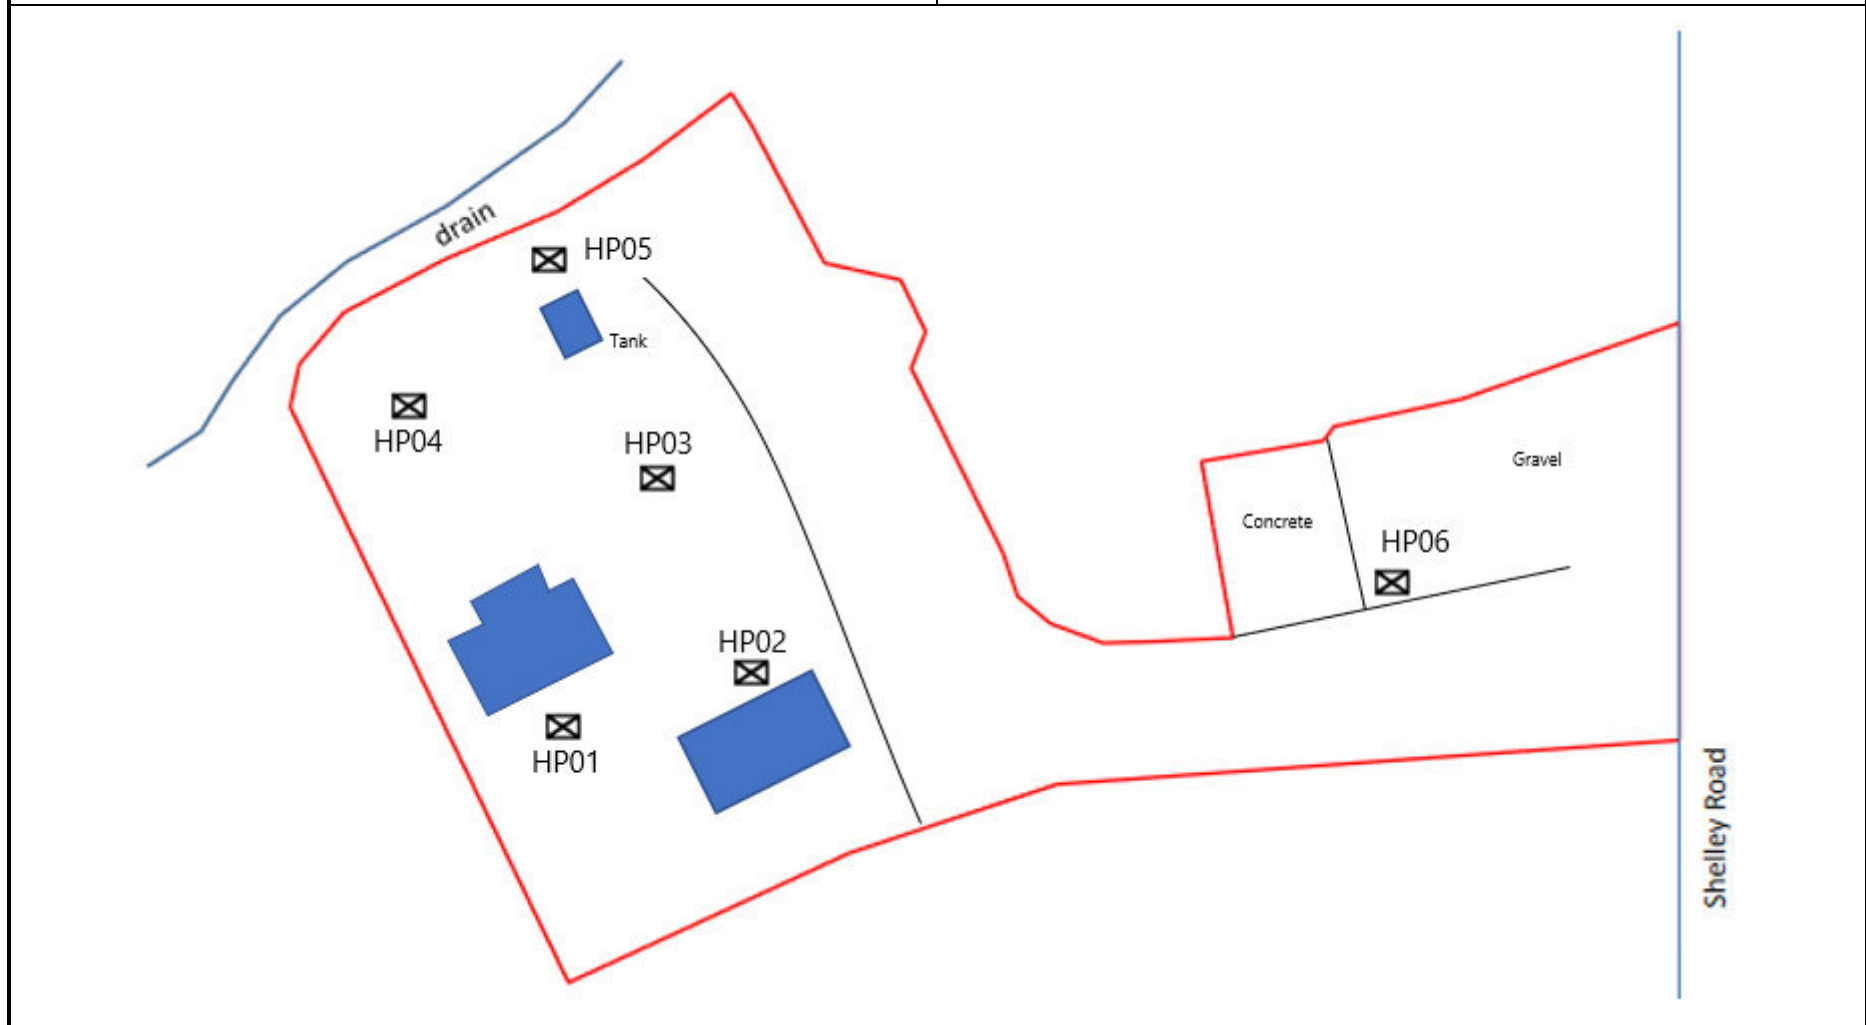 drain
HP05
Tank
HP04
HP03
Gravel
Concrete
HP06
HP02
HP01
Shelley Road